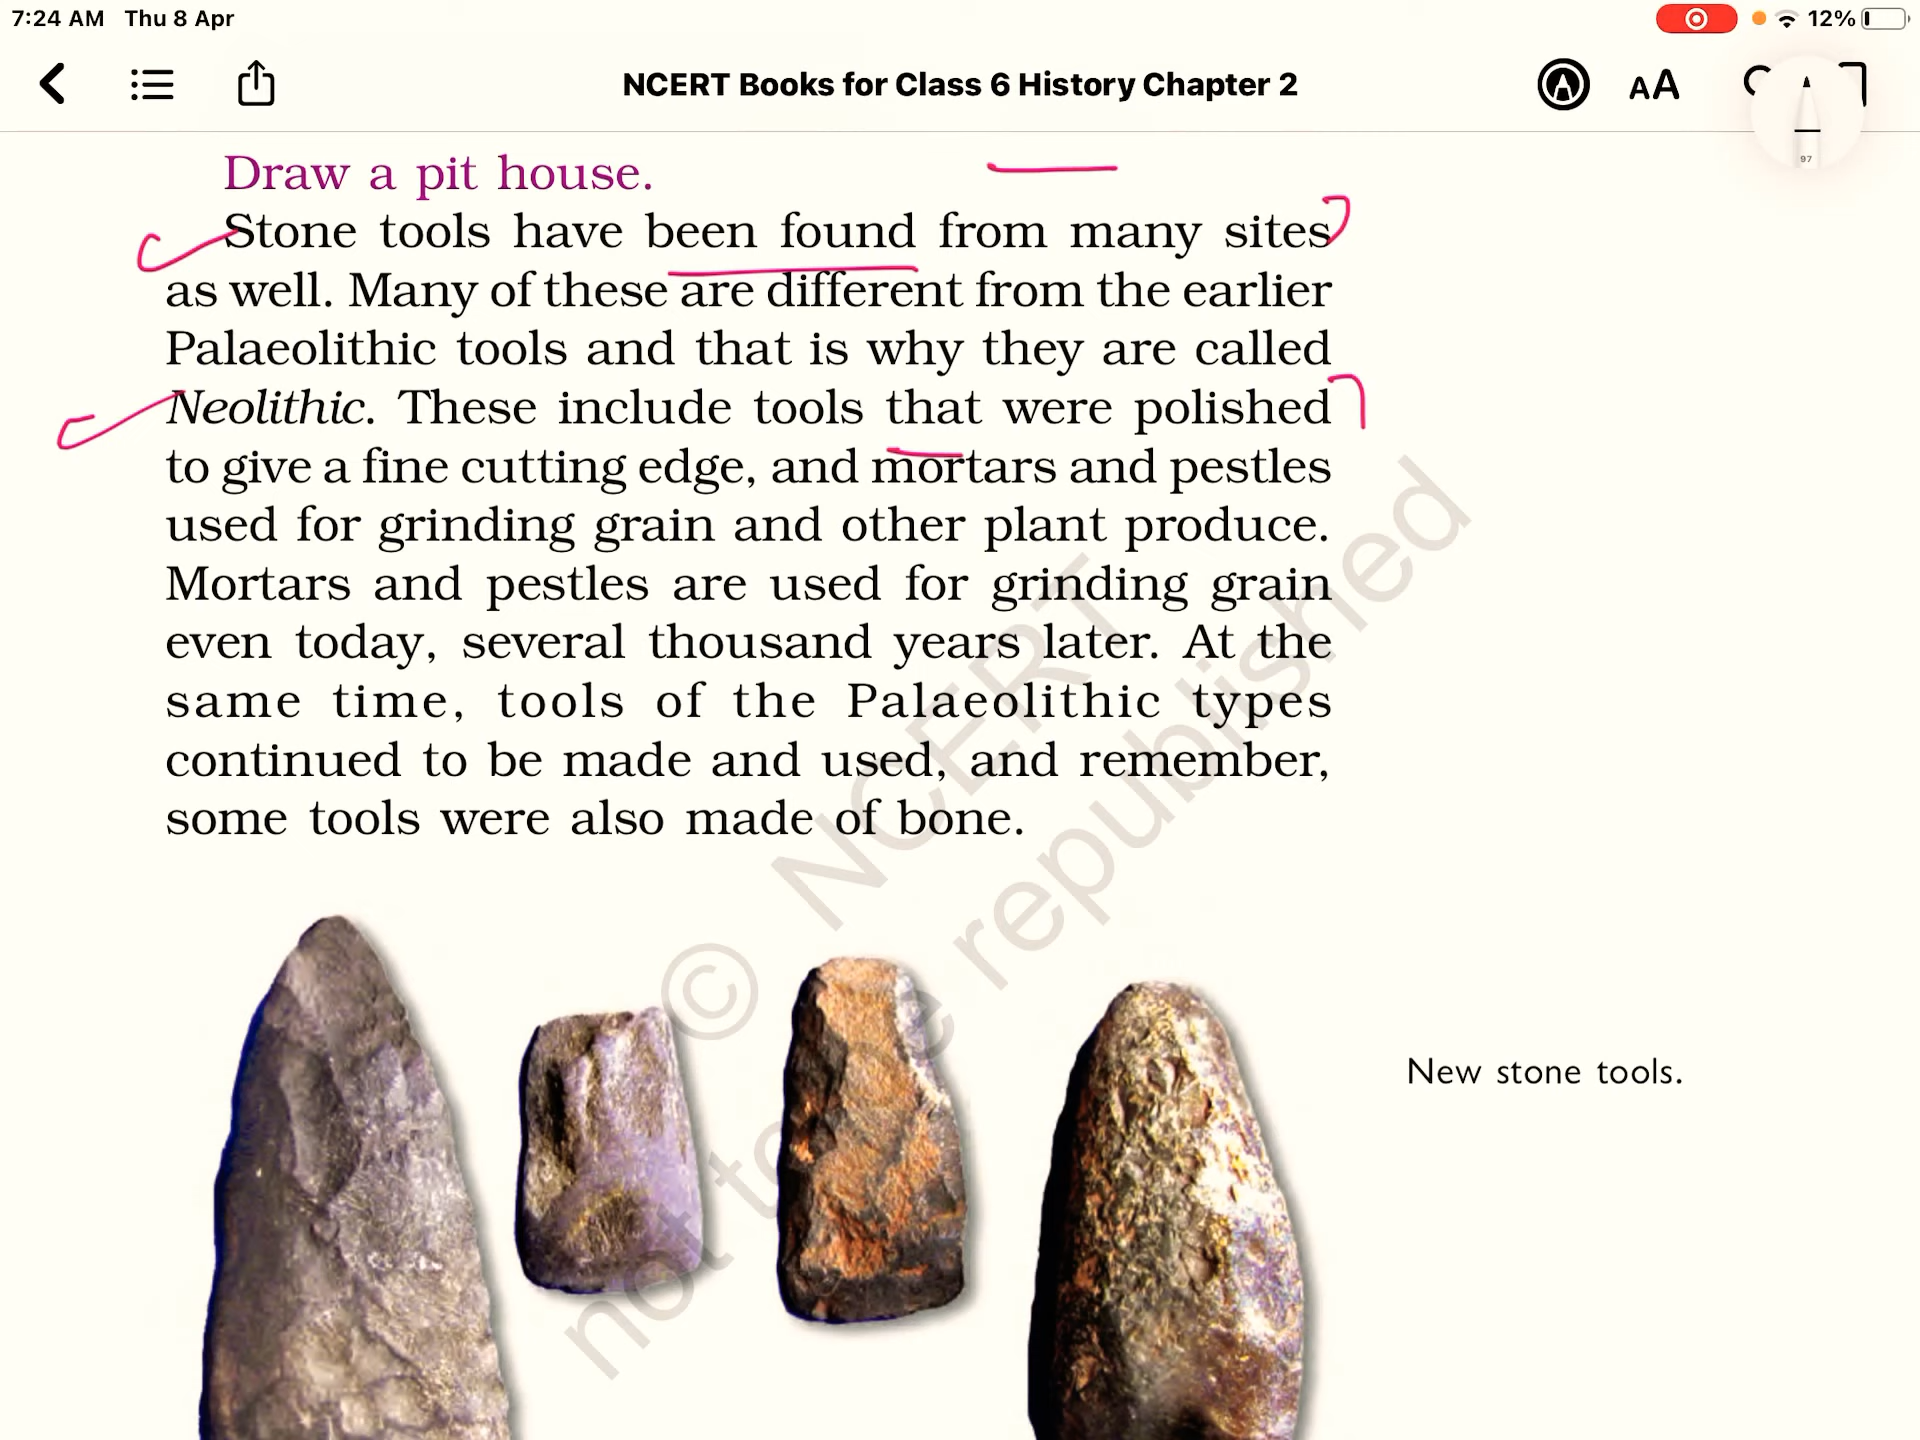 7:24 AM Thu 8 Apr
12%
NCERT Books for Class 6 History Chapter 2
AA
97
Draw a pit house.
Stone tools have been found from many sites
as well. Many of these are different from the earlier
Palaeolithic tools and that is why they are called
Neolithic. These include tools that were polished
to give a fine cutting edge, and mortars and pestles
used for grinding grain and other plant produce.
Mortars and pestles are used for grinding grain
even today, several thousand years later. At the
same time, tools of the Palaeolithic types
continued to be made and used, and remember,
some tools were also made of bone.
© NCERT
not to be republished
New stone tools.